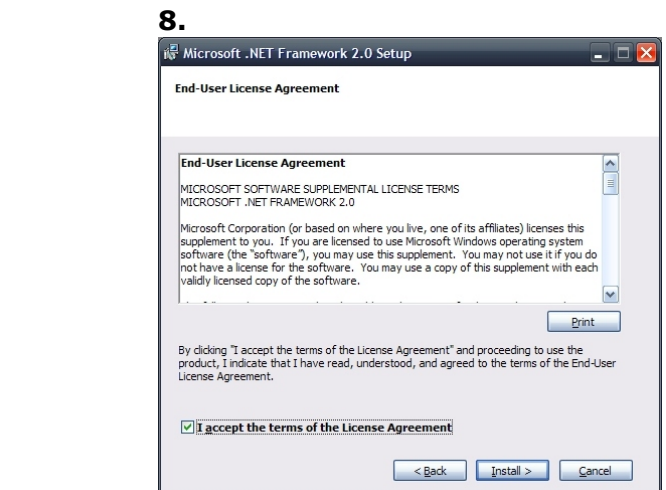 8.
Microsoft .NET Framework 2.0 Setup
End-User License Agreement
End-User License Agreement
MICROSOFT SOFTWARE SUPPLEMENTAL LICENSE TERMS
MICROSOFT .NET FRAMEWORK 2.0
Microsoft Corporation (or based on where you live, one of its affiliates) licenses this
supplement to you.  If you are licensed to use Microsoft Windows operating system
software (the "software"), you may use this supplement.  You may not use it if you do
not have a license for the software.  You may use a copy of this supplement with each
validly licensed copy of the software.
Print
By clicking "I accept the terms of the License Agreement" and proceeding to use the
product, I indicate that I have read, understood, and agreed to the terms of the End-User
License Agreement.
I accept the terms of the License Agreement
< Back Install > Cancel